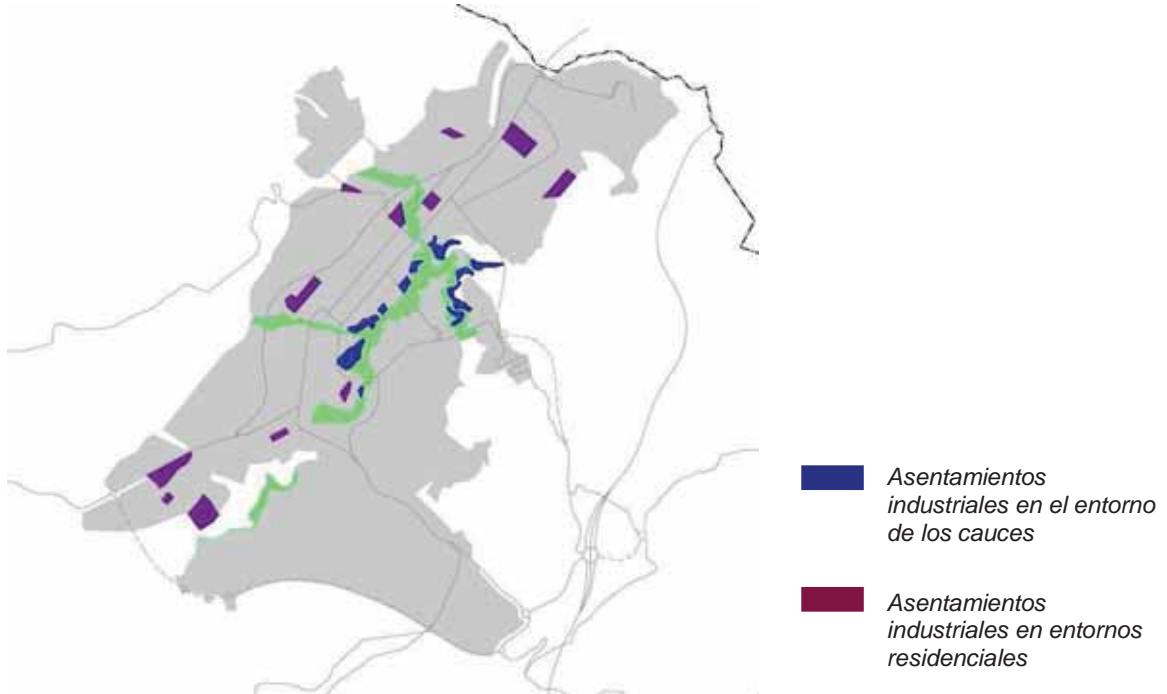 Asentamientos
industriales en el entorno
de los cauces
Asentamientos
industriales en entornos
residenciales